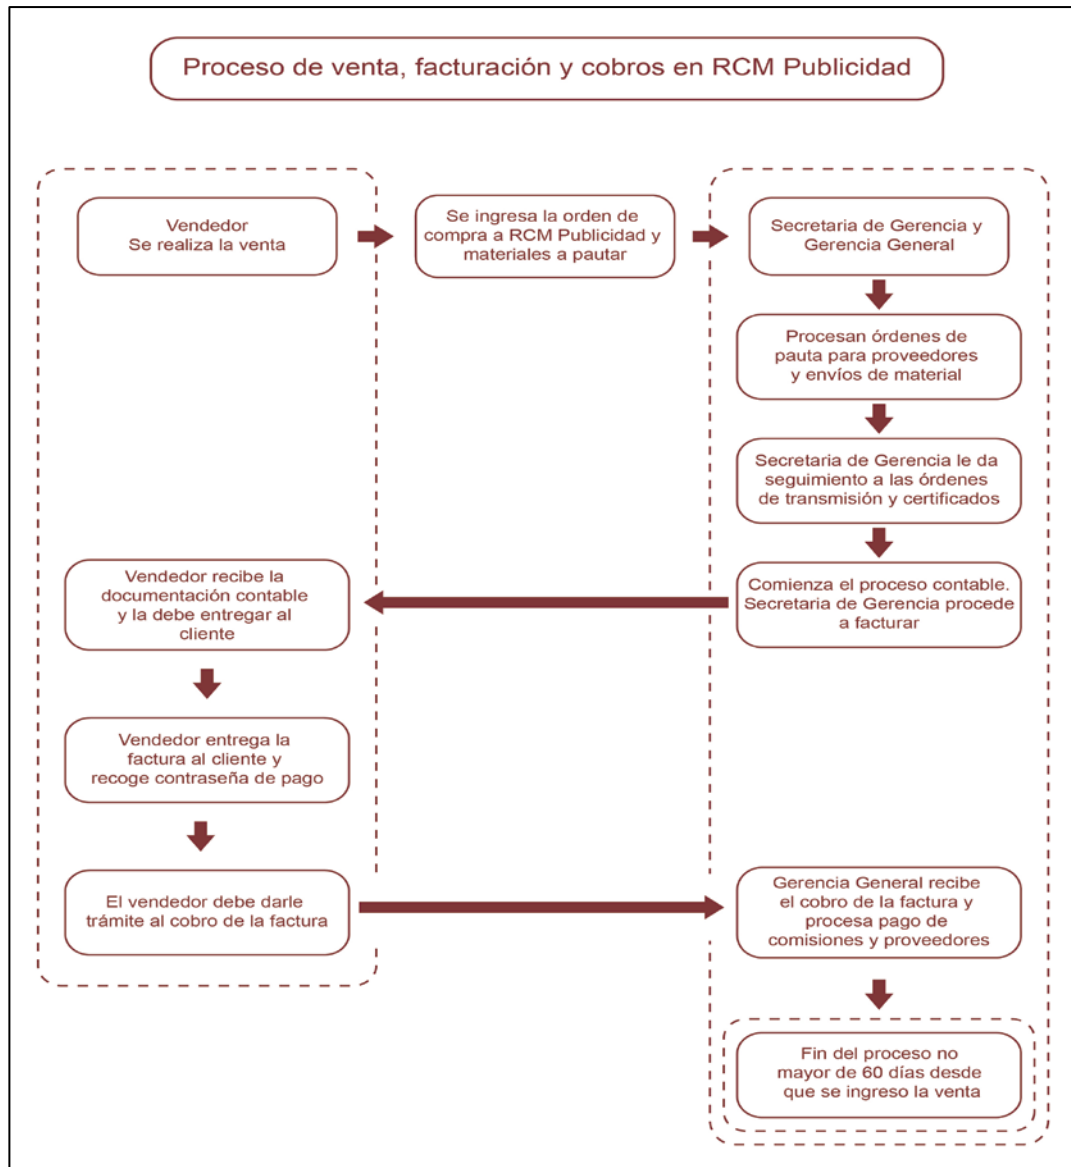 Proceso de venta, facturación y cobros en RCM Publicidad
Vendedor
Se realiza la venta
Se ingresa la orden de
compra a RCM Publicidad y
materiales a pautar
Secretaria de Gerencia y
Gerencia General
Procesan órdenes de
pauta para proveedores
y envíos de material
Secretaria de Gerencia le da
seguimiento a las órdenes
de transmisión y certificados
Comienza el proceso contable.
Secretaria de Gerencia procede
a facturar
Vendedor recibe la
documentación contable
y la debe entregar al
cliente
Vendedor entrega la
factura al cliente y
recoge contraseña de pago
El vendedor debe darle
trámite al cobro de la factura
Gerencia General recibe
el cobro de la factura y
procesa pago de
comisiones y proveedores
Fin del proceso no
mayor de 60 días desde
que se ingreso la venta